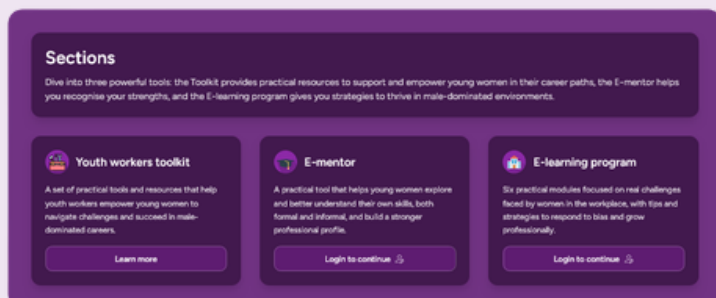 Sections
Dive into three powerful tools: the Toolkit provides practical resources to support and empower young women in their career paths, the E-mentor helps
you recognise your strengths, and the E-learning program gives you strategies to thrive in male-dominated environments.
Youth workers toolkit
A set of practical tools and resources that help
youth workers empower young women to
navigate challenges and succeed in male-
dominated careers.
Learn more
E-mentor
A practical tool that helps young women explore
and better understand their own skills, both
formal and informal, and build a stronger
professional profile.
Login to continue
E-learning program
Six practical modules focused on real challenges
faced by women in the workplace, with tips and
strategies to respond to bias and grow
professionally.
Login to continue